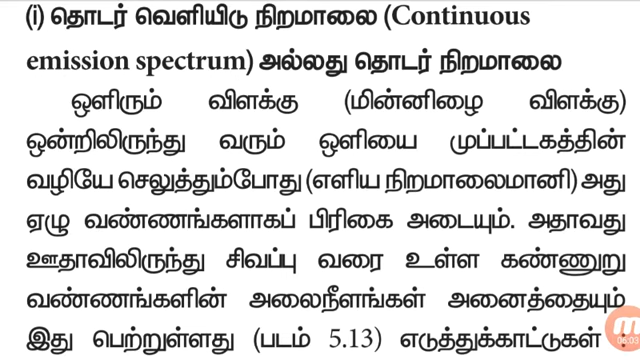 (i) தொடர் வெளியிடு நிறமாலை (Continuous
emission spectrum) அல்லது தொடர் நிறமாலை
ஒளிரும் விளக்கு (மின்னிழை விளக்கு)
ஒன்றிலிருந்து வரும் ஒளியை முப்பட்டகத்தின்
வழியே செலுத்தும்போது (எளிய நிறமாலைமானி) அது
ஏழு வண்ணங்களாகப் பிரிகை அடையும். அதாவது
ஊதாவிலிருந்து சிவப்பு வரை உள்ள கண்ணுறு
வண்ணங்களின் அலைநீளங்கள் அனைத்தையும்
இது பெற்றுள்ளது (படம் 5.13) எடுத்துக்காட்டுகள் :
06:03